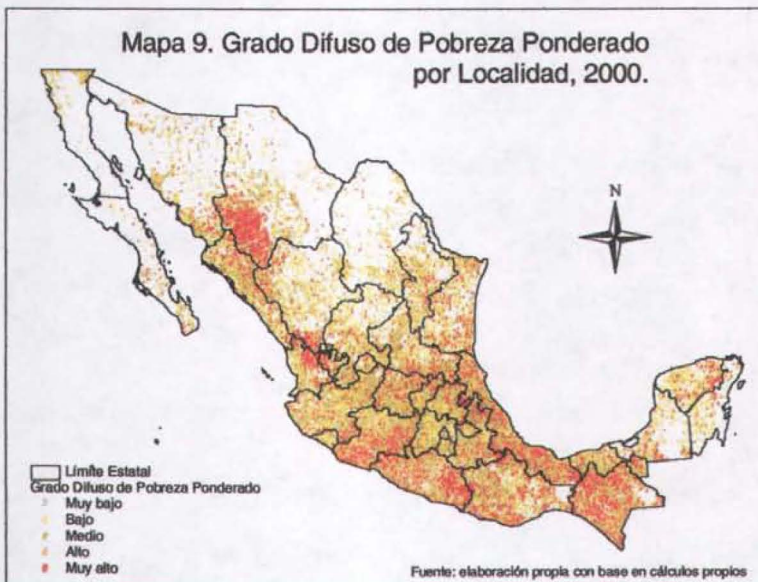 Mapa 9. Grado Difuso de Pobreza Ponderado
por Localidad, 2000.
N
Límite Estatal
Grado Difuso de Pobreza Ponderado
Muy bajo
Bajo
Medio
Alto
Muy alto
Fuente: elaboración propia con base en cálculos propios